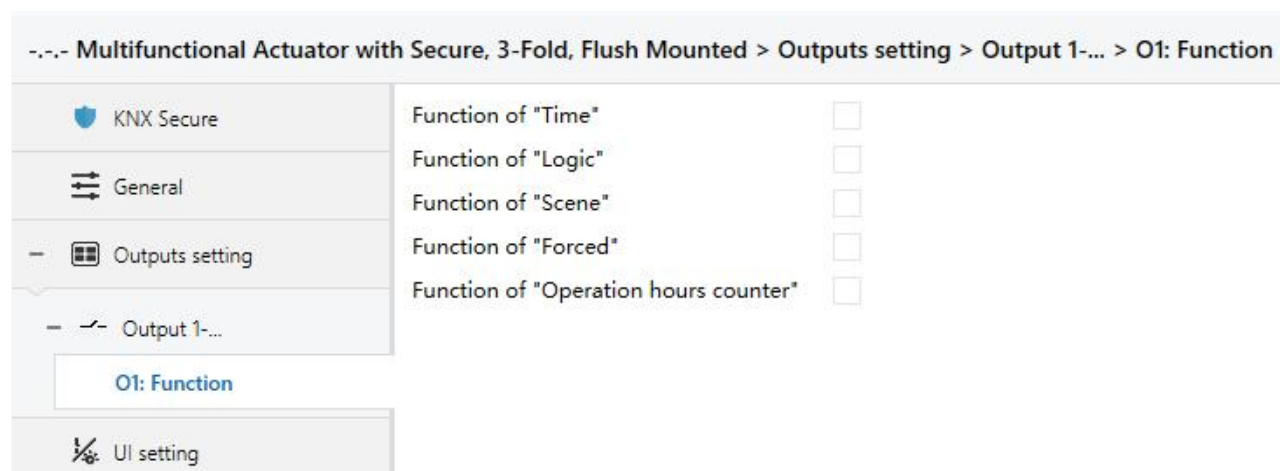 -.-.- Multifunctional Actuator with Secure, 3-Fold, Flush Mounted > Outputs setting > Output 1-... > O1: Function
KNX Secure
General
Outputs setting
Output 1-...
O1: Function
UI setting
Function of "Time"
Function of "Logic"
Function of "Scene"
Function of "Forced"
Function of "Operation hours counter"